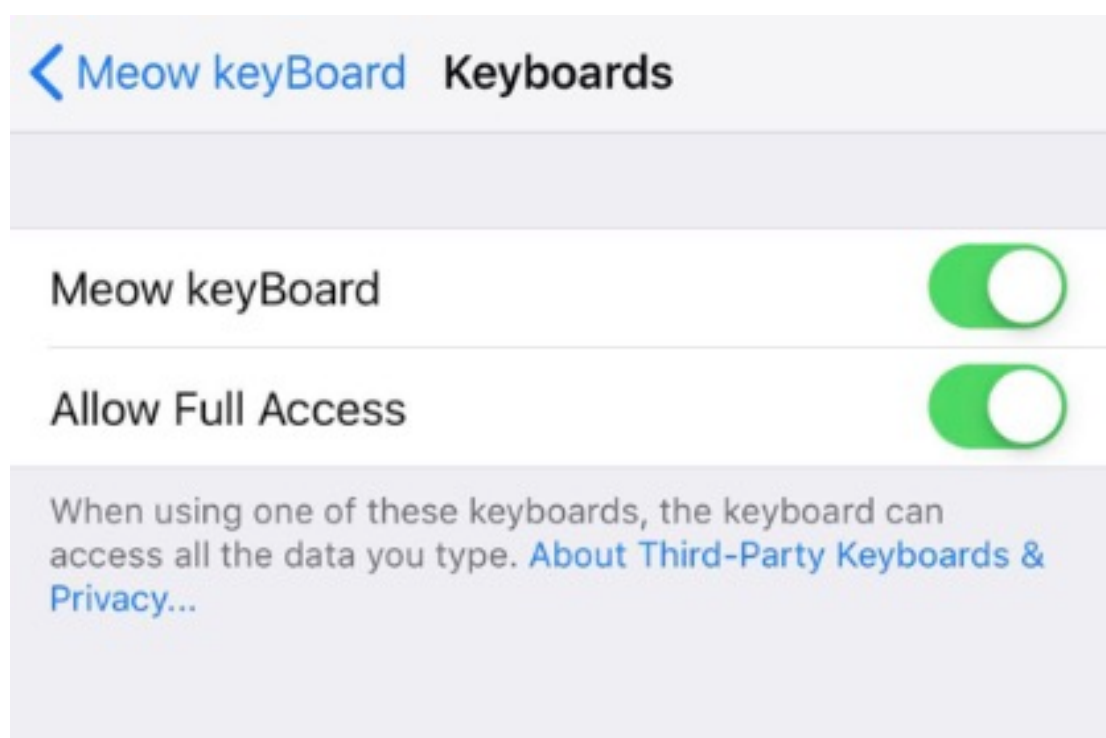 Meow keyBoard Keyboards
Meow keyBoard
Allow Full Access
When using one of these keyboards, the keyboard can
access all the data you type. About Third-Party Keyboards &
Privacy...